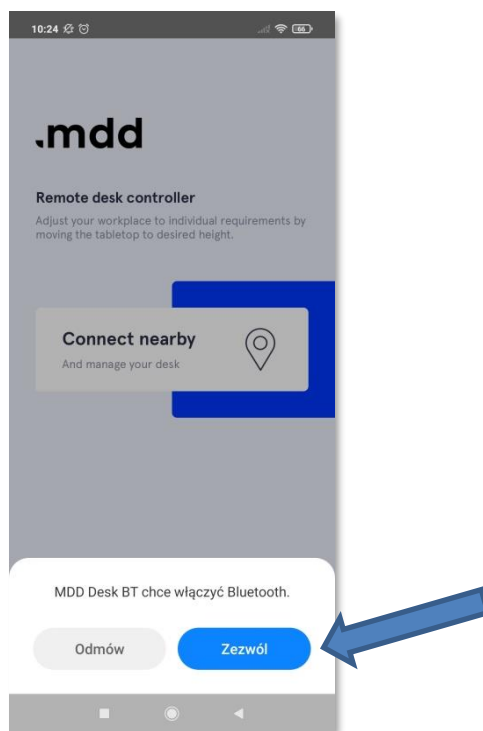 10:24
66
.mdd
Remote desk controller
Adjust your workplace to individual requirements by
moving the tabletop to desired height.
Connect nearby
And manage your desk
MDD Desk BT chce włączyć Bluetooth.
Odmów
Zezwól